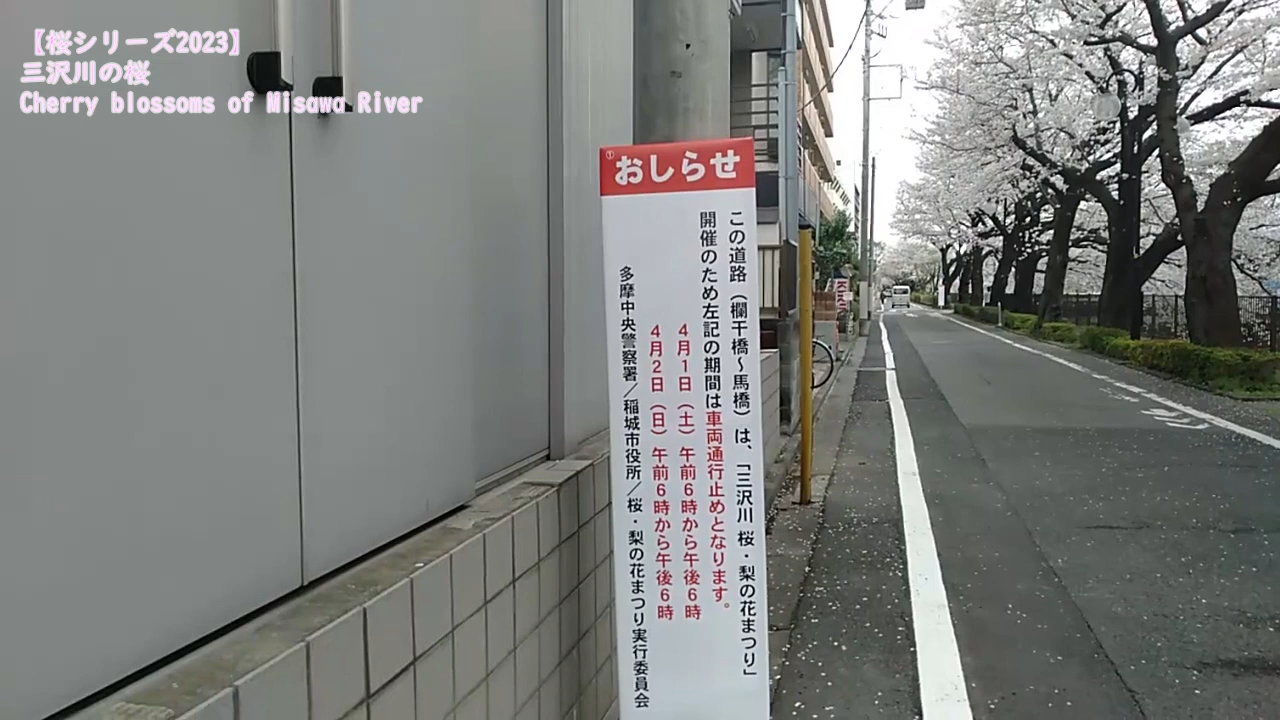 【桜シリーズ2023】
三沢川の桜
Cherry blossoms of Misawa River
①
おしらせ
この道路（欄干橋～馬橋）は、「三沢川 桜・梨の花まつり」
開催のため左記の期間は車両通行止めとなります。
4月1日（土）午前6時から午後6時
4月2日（日）午前6時から午後6時
多摩中央警察署／稲城市役所／桜・梨の花まつり実行委員会